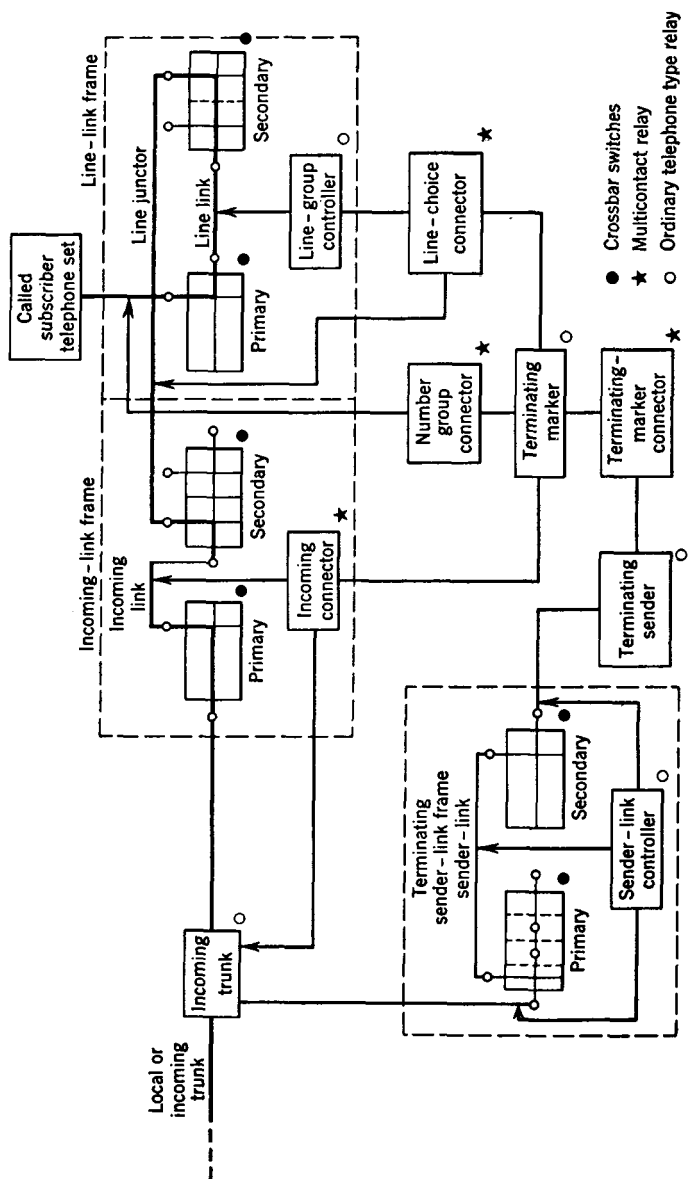 Called
subscriber
telephone set
Line-link frame
Line junctor
Line link
Primary
Secondary
Line-group
controller
Line-choice
connector
Incoming-link frame
Incoming
link
Primary
Secondary
Incoming
connector
Number
group
connector
Terminating
marker
Terminating-
marker
connector
Terminating
sender
Local or
incoming
trunk
Incoming
trunk
Terminating
sender-link frame
sender-link
Primary
Secondary
Sender-link
controller
● Crossbar switches
★ Multicontact relay
○ Ordinary telephone type relay